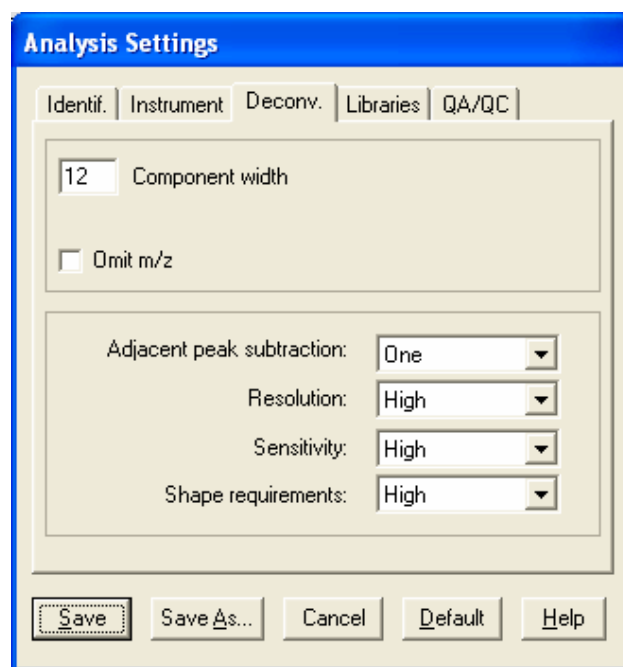 Analysis Settings
Identif. Instrument Deconv. Libraries QA/QC
12 Component width
Omit m/z
Adjacent peak subtraction: One
Resolution: High
Sensitivity: High
Shape requirements: High
Save Save As... Cancel Default Help